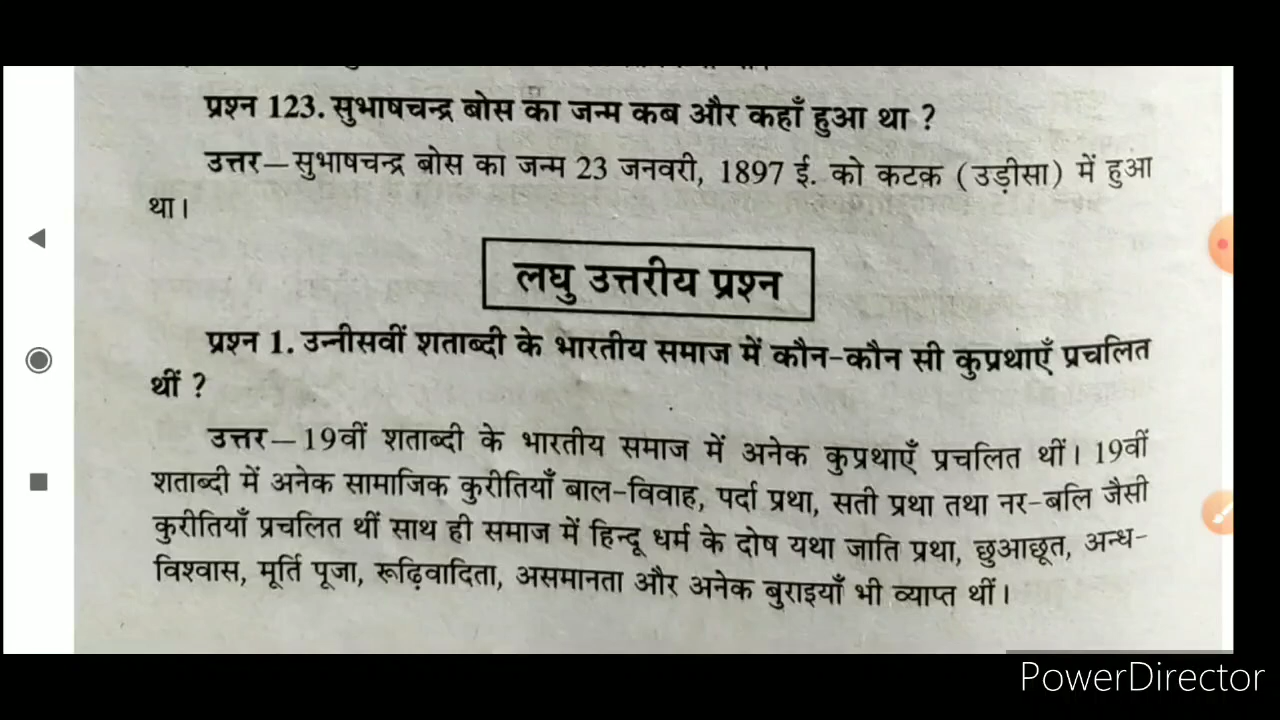 प्रश्न 123. सुभाषचन्द्र बोस का जन्म कब और कहाँ हुआ था ?
उत्तर—सुभाषचन्द्र बोस का जन्म 23 जनवरी, 1897 ई. को कटक (उड़ीसा) में हुआ
था।
लघु उत्तरीय प्रश्न
प्रश्न 1. उन्नीसवीं शताब्दी के भारतीय समाज में कौन-कौन सी कुप्रथाएँ प्रचलित
थीं ?
उत्तर—19वीं शताब्दी के भारतीय समाज में अनेक कुप्रथाएँ प्रचलित थीं। 19वीं
शताब्दी में अनेक सामाजिक कुरीतियाँ बाल-विवाह, पर्दा प्रथा, सती प्रथा तथा नर-बलि जैसी
कुरीतियाँ प्रचलित थीं साथ ही समाज में हिन्दू धर्म के दोष यथा जाति प्रथा, छुआछूत, अन्ध-
विश्वास, मूर्ति पूजा, रूढ़िवादिता, असमानता और अनेक बुराइयाँ भी व्याप्त थीं।
PowerDirector